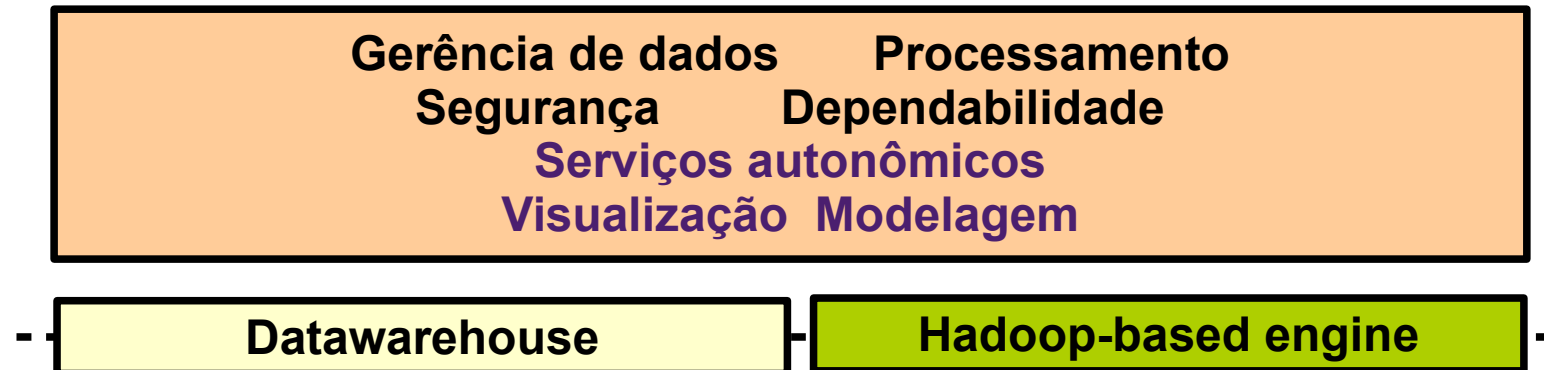 Gerência de dados Processamento
Segurança Dependabilidade
Serviços autonômicos
Visualização Modelagem
Datawarehouse Hadoop-based engine